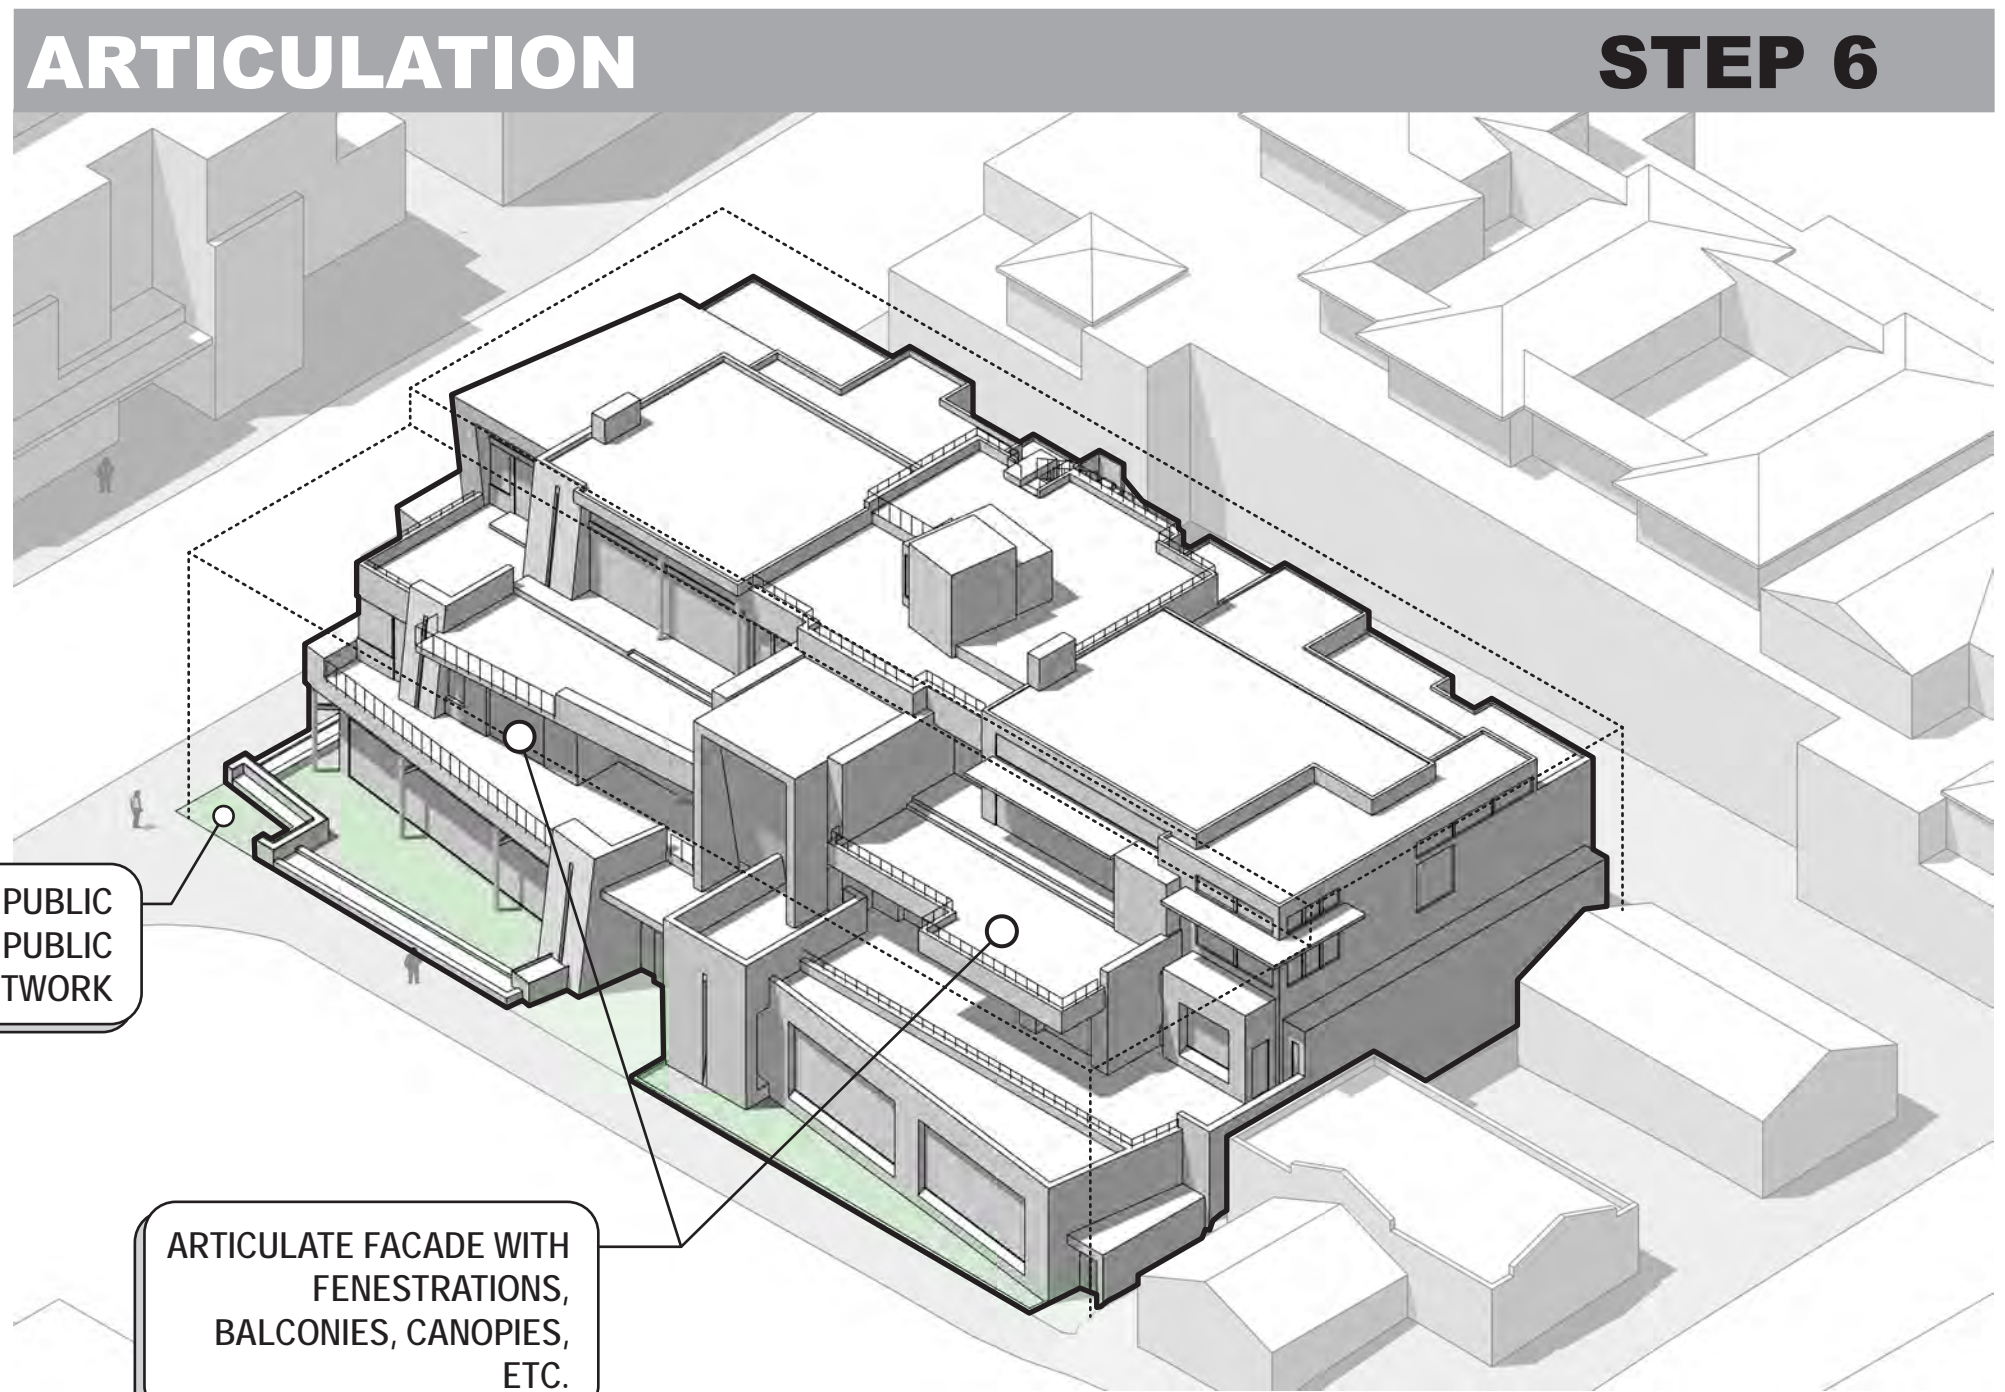 ARTICULATION
STEP 6
PUBLIC
PUBLIC
TWORK
ARTICULATE FACADE WITH
FENESTRATIONS,
BALCONIES, CANOPIES,
ETC.